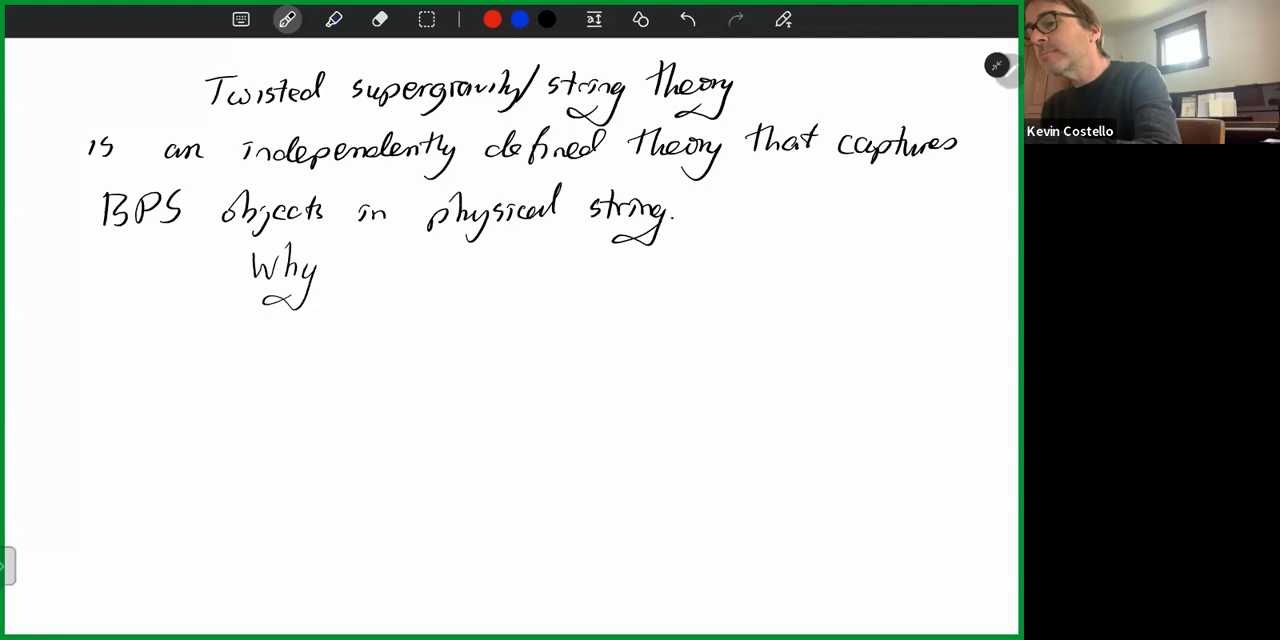 Twisted supergravity/string theory
is an independently defined theory that captures
BPS objects in physical string.
Why
Kevin Costello